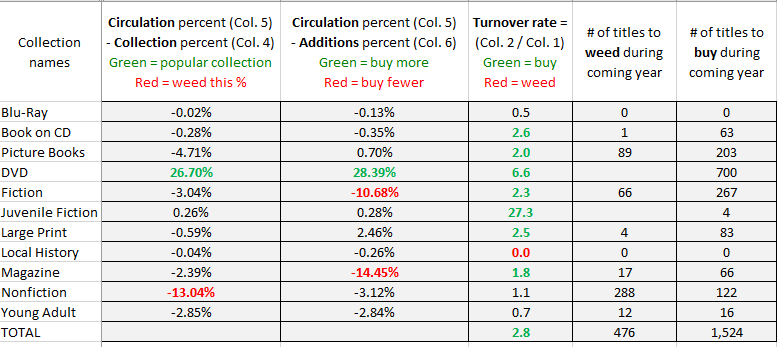 Collection names | Circulation percent (Col. 5) - Collection percent (Col. 4) Green = popular collection Red = weed this % | Circulation percent (Col. 5) - Additions percent (Col. 6) Green = buy more Red = buy fewer | Turnover rate = (Col. 2 / Col. 1) Green = buy Red = weed | # of titles to weed during coming year | # of titles to buy during coming year
Blu-Ray | -0.02% | -0.13% | 0.5 | 0 | 0
Book on CD | -0.28% | -0.35% | 2.6 | 1 | 63
Picture Books | -4.71% | 0.70% | 2.0 | 89 | 203
DVD | 26.70% | 28.39% | 6.6 | | 700
Fiction | -3.04% | -10.68% | 2.3 | 66 | 267
Juvenile Fiction | 0.26% | 0.28% | 27.3 | | 4
Large Print | -0.59% | 2.46% | 2.5 | 4 | 83
Local History | -0.04% | -0.26% | 0.0 | 0 | 0
Magazine | -2.39% | -14.45% | 1.8 | 17 | 66
Nonfiction | -13.04% | -3.12% | 1.1 | 288 | 122
Young Adult | -2.85% | -2.84% | 0.7 | 12 | 16
TOTAL | | | 2.8 | 476 | 1,524